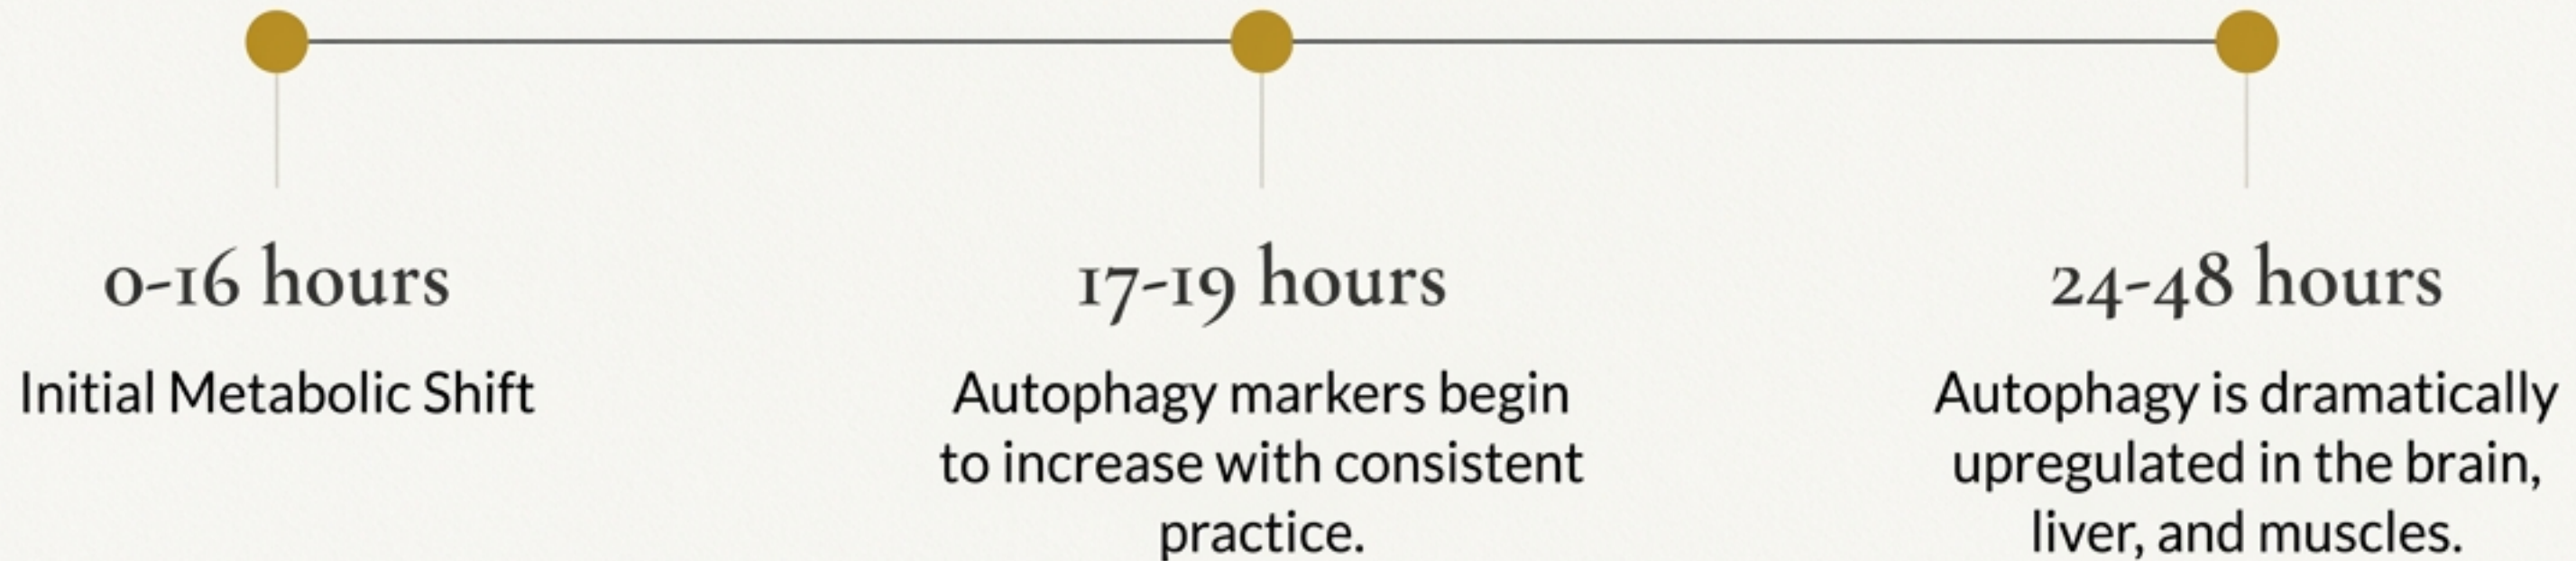 0-16 hours
Initial Metabolic Shift
17-19 hours
Autophagy markers begin
to increase with consistent
practice.
24-48 hours
Autophagy is dramatically
upregulated in the brain,
liver, and muscles.